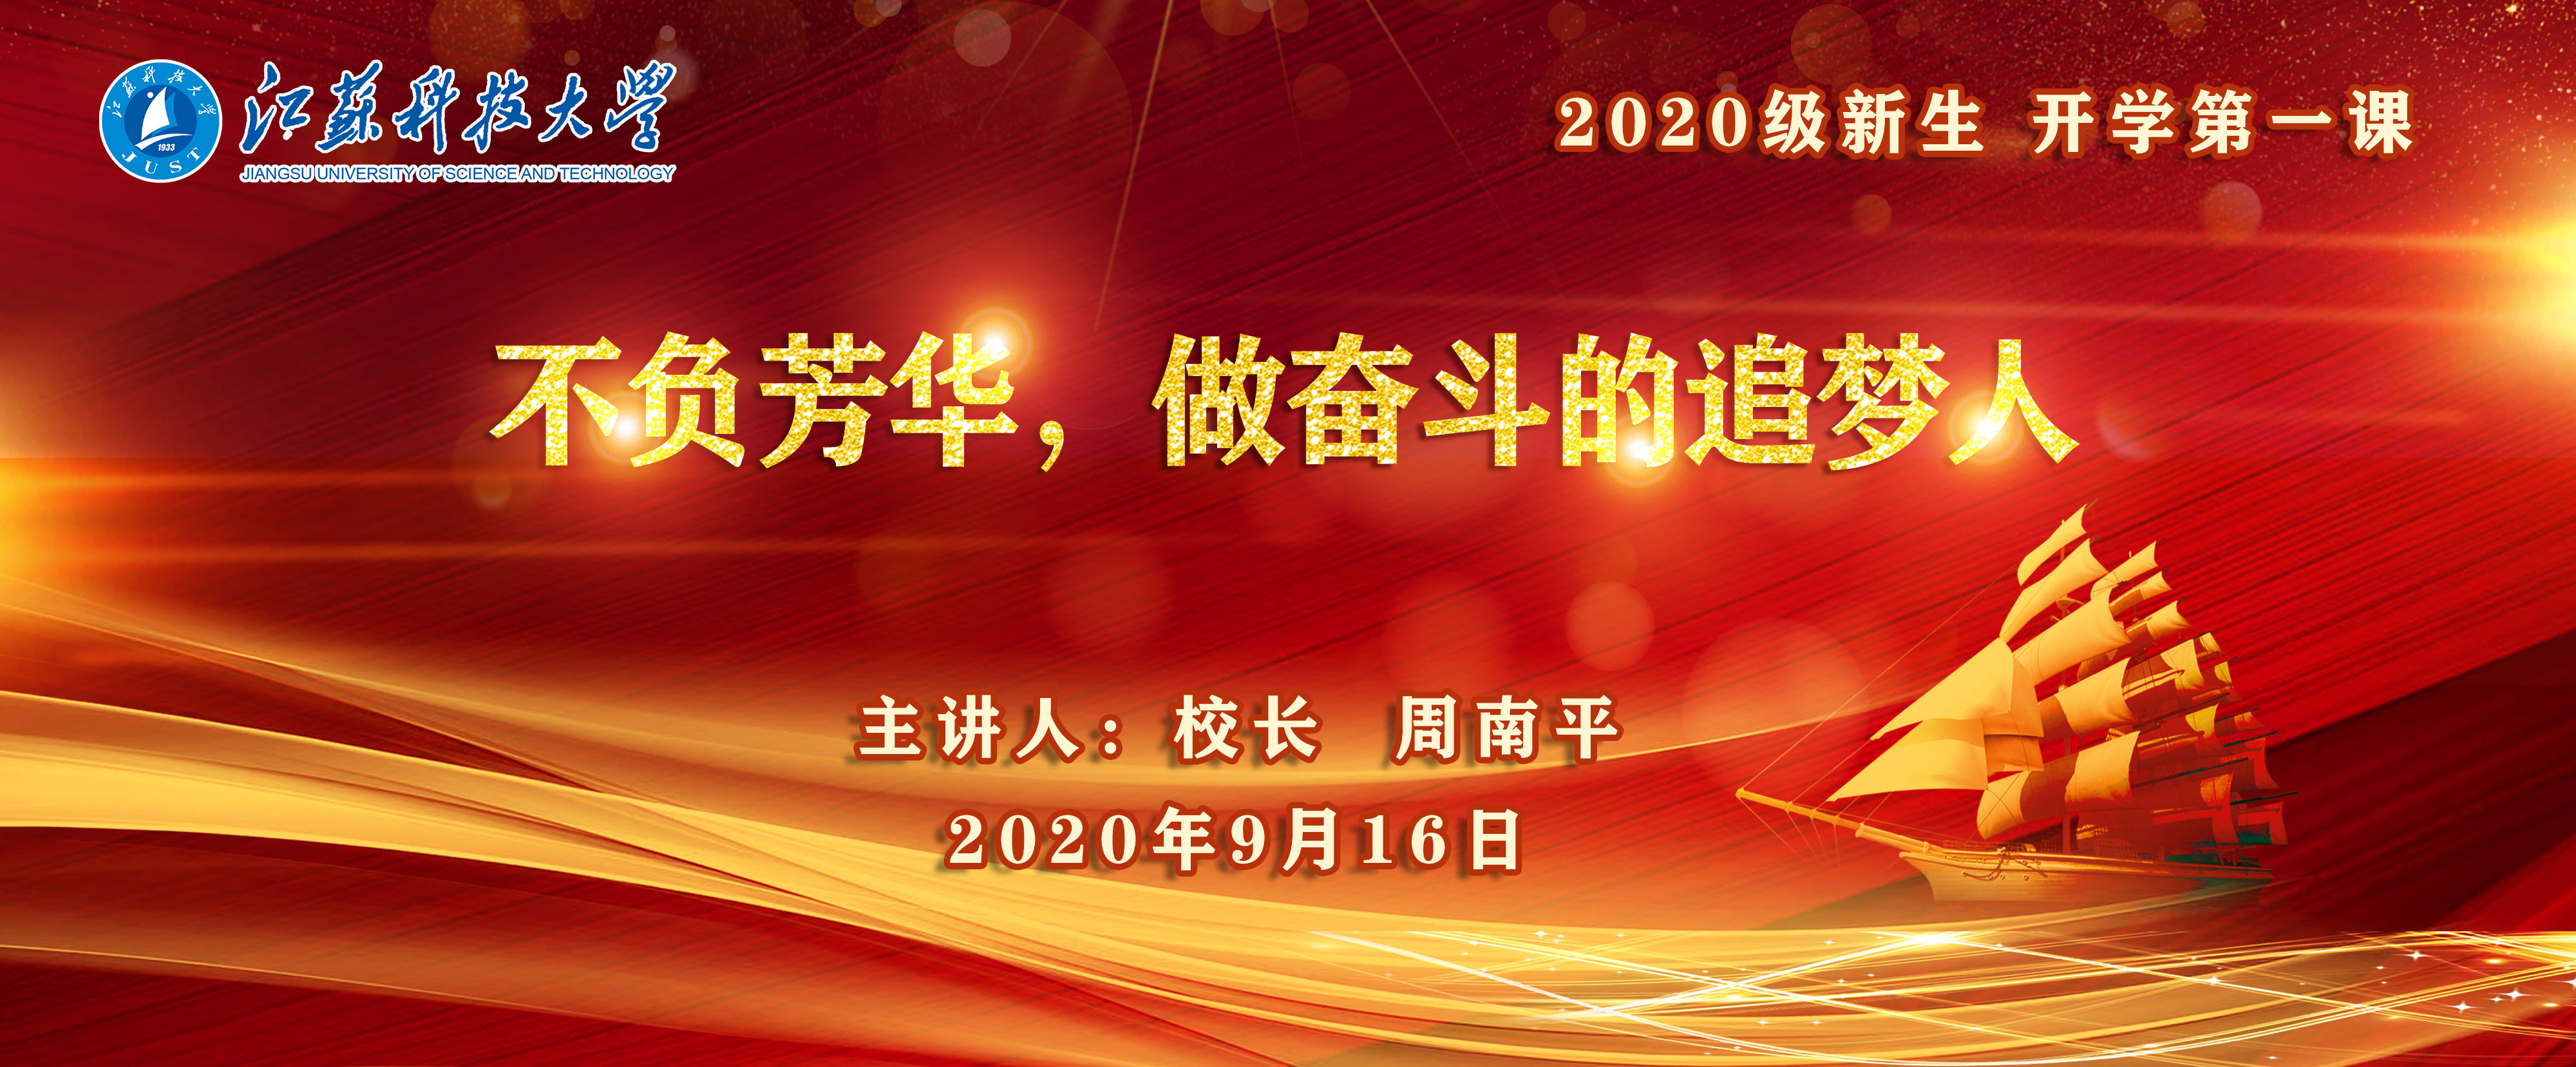 江苏科技大学
1933
JUST
江蘇科技大学
JIANGSU UNIVERSITY OF SCIENCE AND TECHNOLOGY
2020级新生 开学第一课
不负芳华，做奋斗的追梦人
主讲人：校长 周南平
2020年9月16日